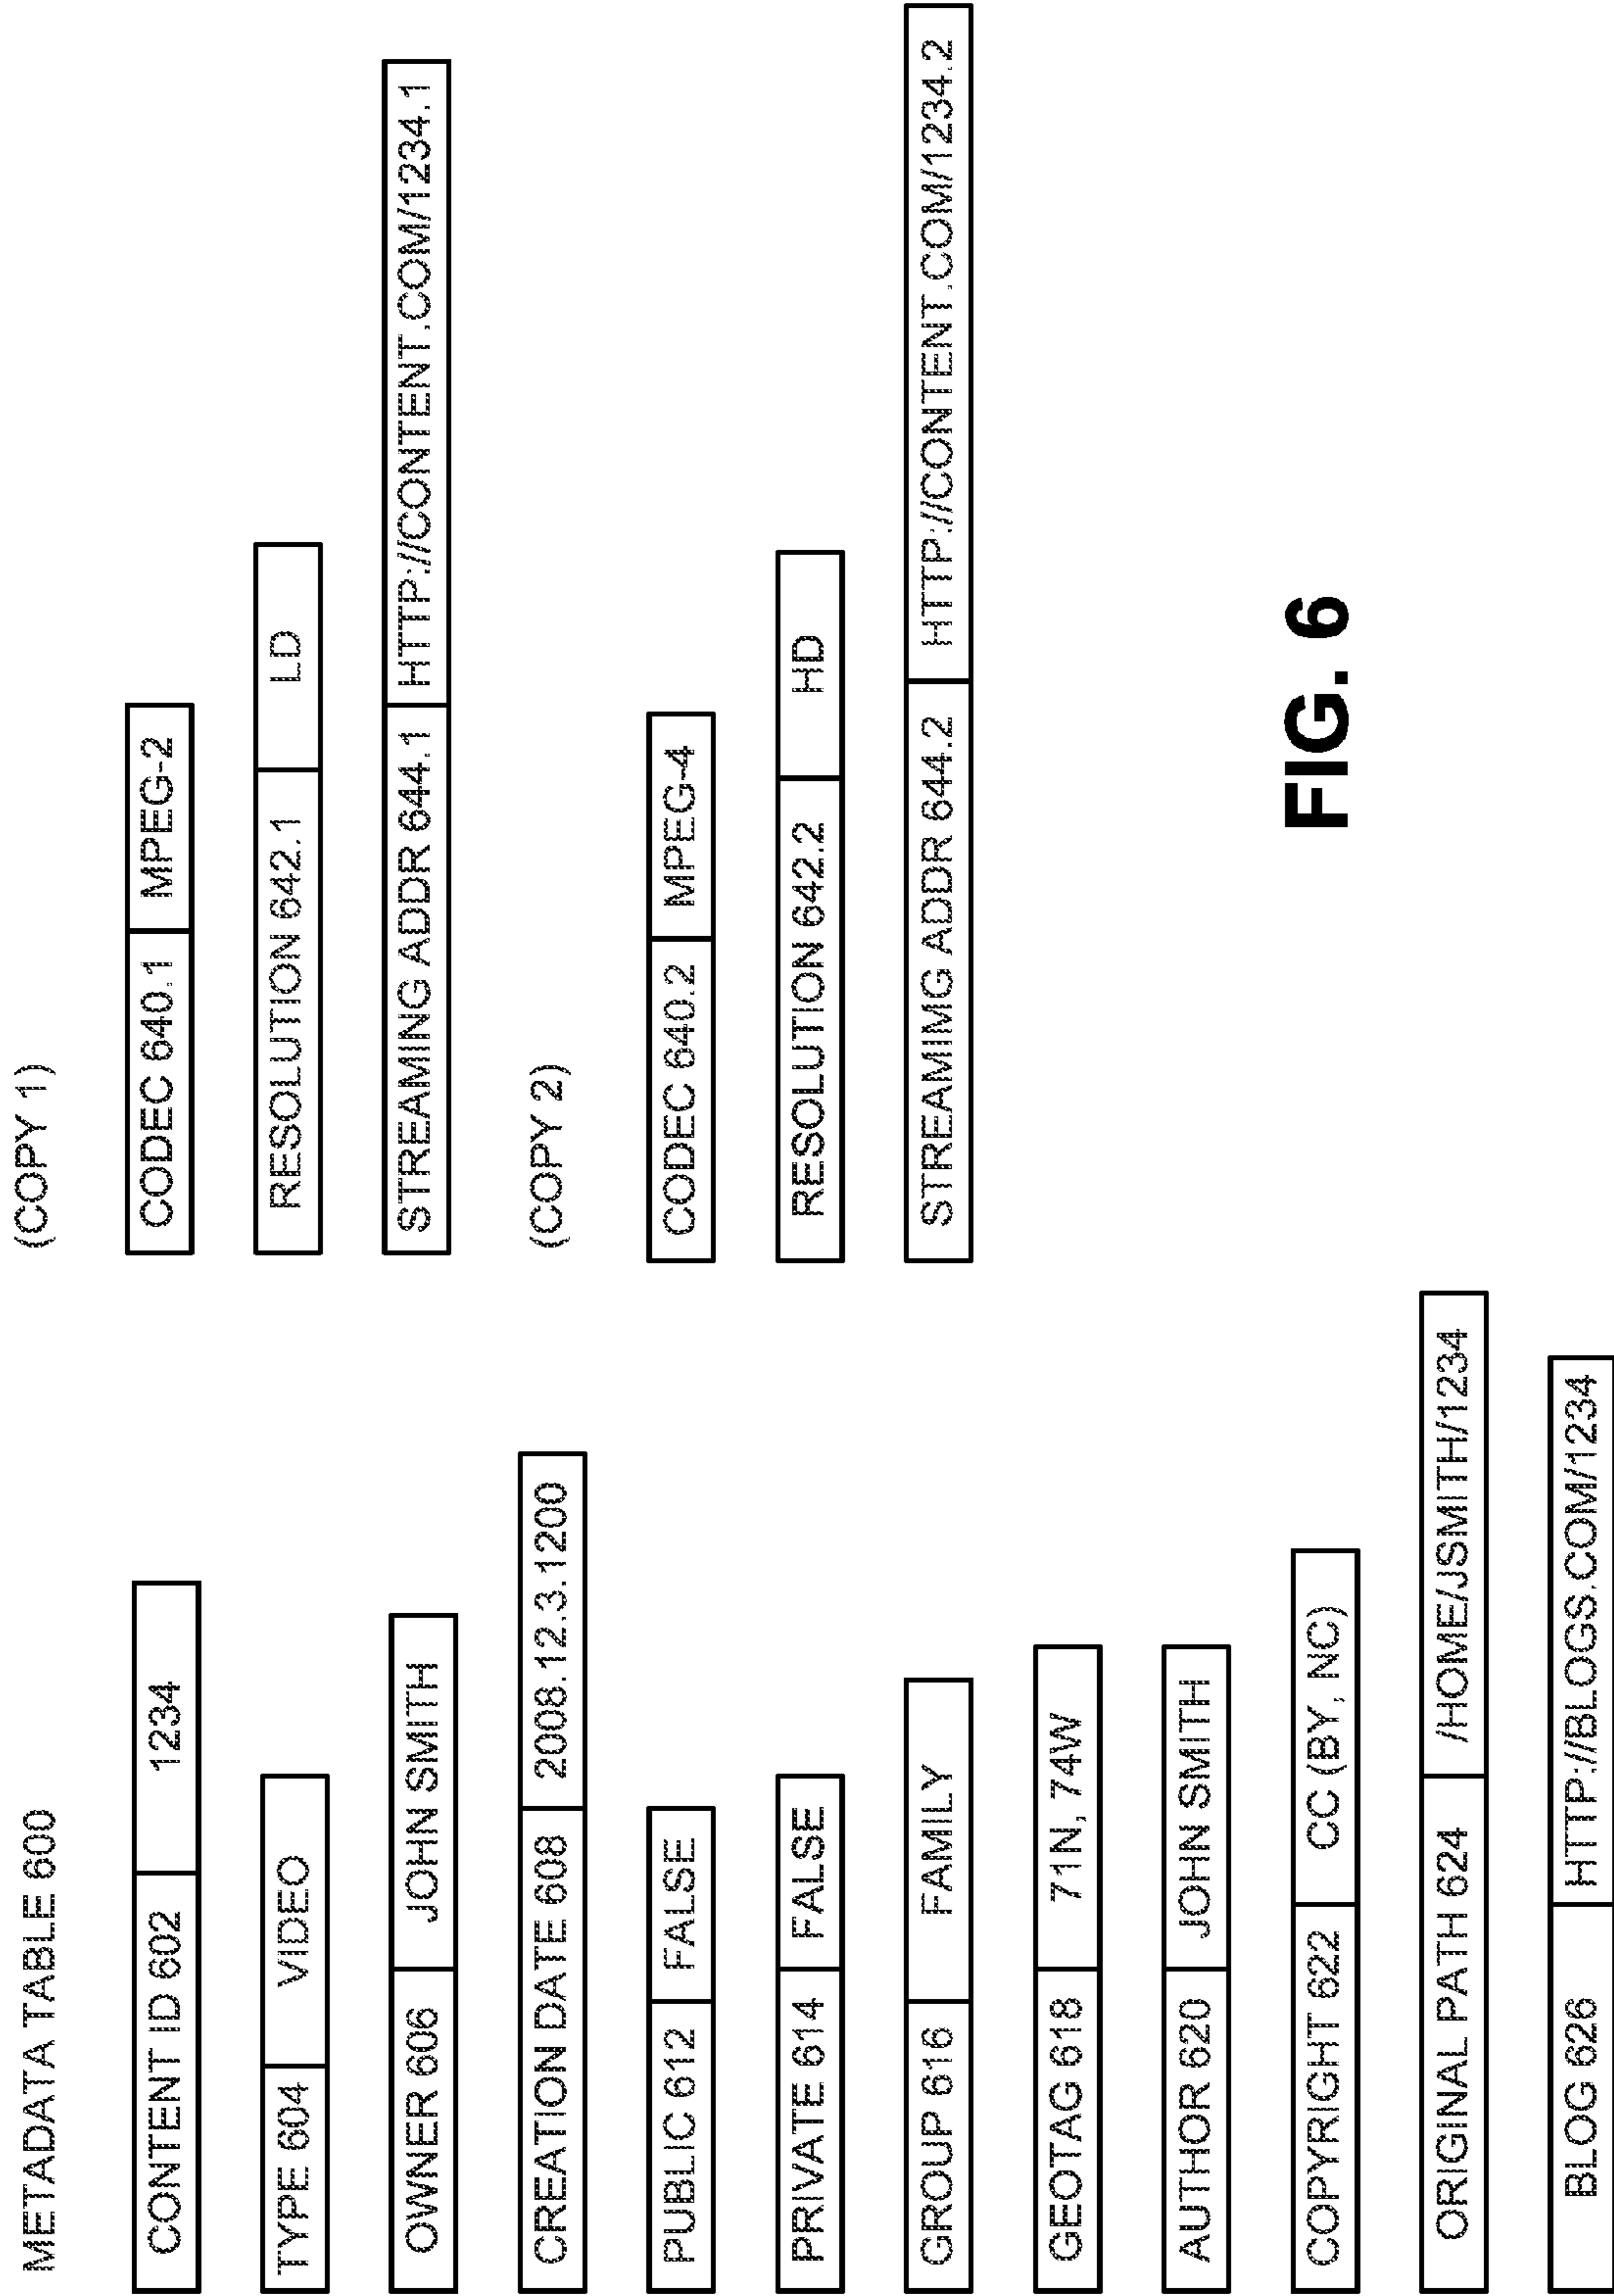 METADATA TABLE 600
CONTENT ID 602 1234
TYPE 604 VIDEO
OWNER 606 JOHN SMITH
CREATION DATE 608 2008.12.3.1200
PUBLIC 612 FALSE
PRIVATE 614 FALSE
GROUP 616 FAMILY
GEOTAG 618 71N, 74W
AUTHOR 620 JOHN SMITH
COPYRIGHT 622 CC (BY, NC)
ORIGINAL PATH 624 /HOME/JSMITH/1234
BLOG 626 HTTP://BLOGS.COM/1234
(COPY 1)
CODEC 640.1 MPEG-2
RESOLUTION 642.1 LD
STREAMING ADDR 644.1 HTTP://CONTENT.COM/1234.1
(COPY 2)
CODEC 640.2 MPEG-4
RESOLUTION 642.2 HD
STREAMIMG ADDR 644.2 HTTP://CONTENT.COM/1234.2
FIG. 6